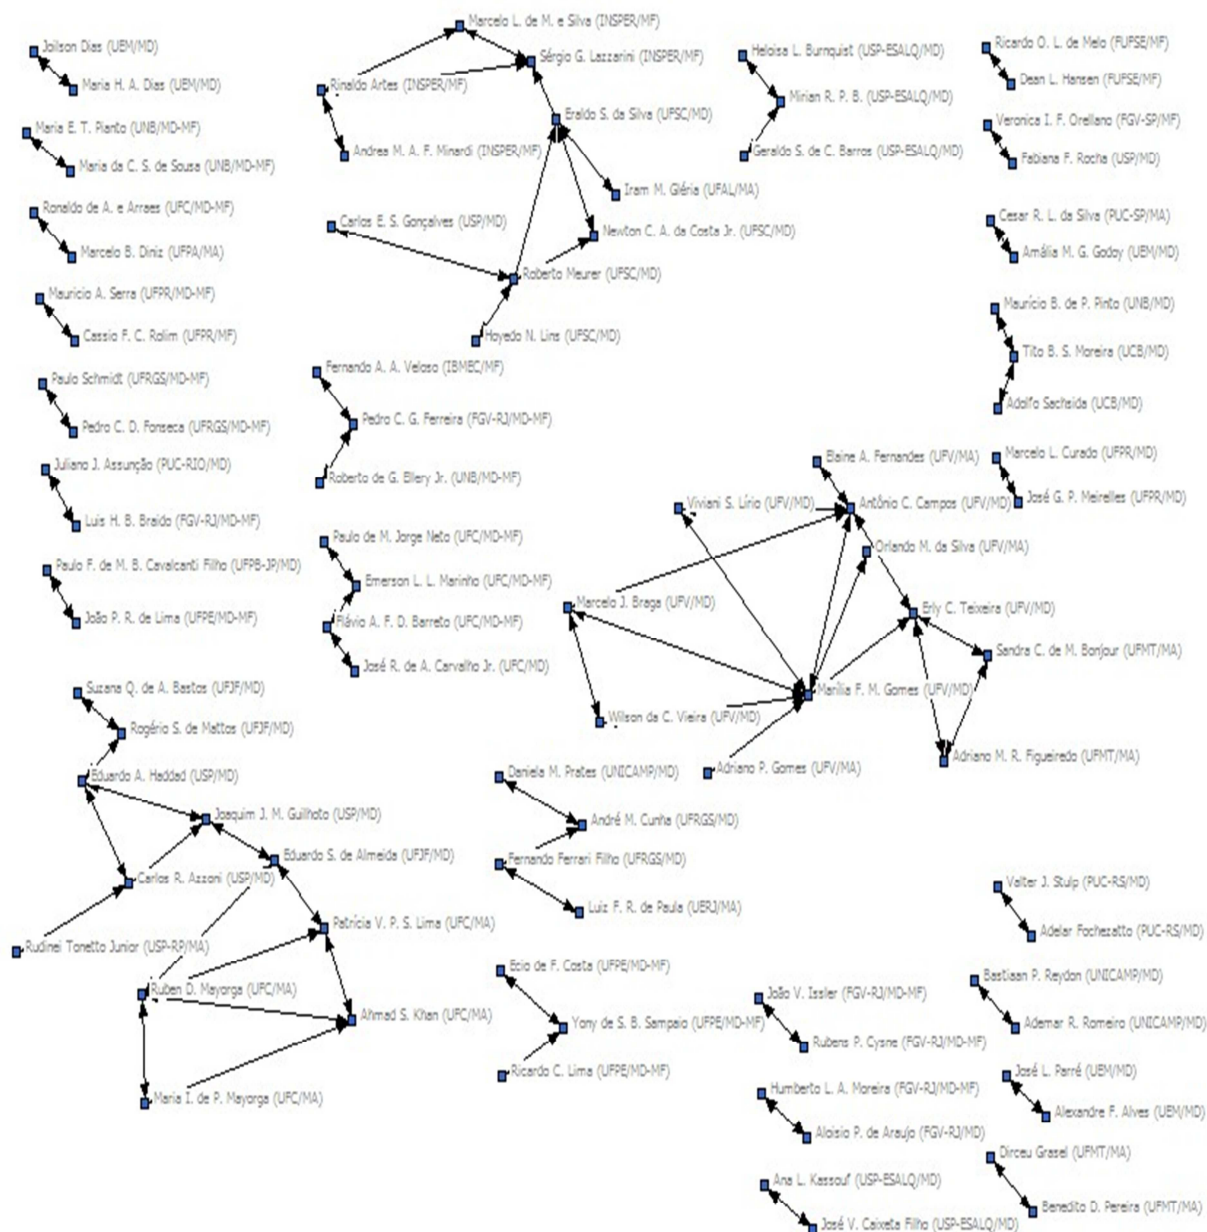 Joilson Dias (UEM/MD)
Maria H. A. Dias (UEM/MD)
Maria E. T. Pianto (UNB/MD-MF)
Maria da C. S. de Sousa (UNB/MD-MF)
Ronaldo de A. e Arraes (UFC/MD-MF)
Marcelo B. Diniz (UFPA/MA)
Mauricio A. Serra (UFPR/MD-MF)
Cassio F. C. Rolim (UFPR/MF)
Paulo Schmidt (UFRGS/MD-MF)
Pedro C. D. Fonseca (UFRGS/MD-MF)
Juliano J. Assunção (PUC-RIO/MD)
Luis H. B. Braido (FGV-RJ/MD-MF)
Paulo F. de M. B. Cavalcanti Filho (UFPB-JP/MD)
João P. R. de Lima (UFPE/MD-MF)
Marcelo L. de M. e Silva (INSPER/MF)
Sérgio G. Lazzarini (INSPER/MF)
Rinaldo Artes (INSPER/MF)
Eraldo S. da Silva (UFSC/MD)
Andrea M. A. F. Minardi (INSPER/MF)
Iram M. Gléria (UFAL/MA)
Carlos E. S. Gonçalves (USP/MD)
Newton C. A. da Costa Jr. (UFSC/MD)
Roberto Meurer (UFSC/MD)
Hoyedo N. Lins (UFSC/MD)
Fernando A. A. Veloso (IBMEC/MF)
Pedro C. G. Ferreira (FGV-RJ/MD-MF)
Roberto de G. Ellery Jr. (UNB/MD-MF)
Paulo de M. Jorge Neto (UFC/MD-MF)
Emerson L. L. Marinho (UFC/MD-MF)
Flávio A. F. D. Barreto (UFC/MD-MF)
José R. de A. Carvalho Jr. (UFC/MD)
Heloisa L. Burnquist (USP-ESALQ/MD)
Mirian R. P. B. (USP-ESALQ/MD)
Geraldo S. de C. Barros (USP-ESALQ/MD)
Ricardo O. L. de Melo (FUFSE/MF)
Dean L. Hansen (FUFSE/MF)
Veronica I. F. Orellano (FGV-SP/MF)
Fabiana F. Rocha (USP/MD)
Cesar R. L. da Silva (PUC-SP/MA)
Amália M. G. Godoy (UEM/MD)
Maurício B. de P. Pinto (UNB/MD)
Tito B. S. Moreira (UCB/MD)
Adolfo Sachsida (UCB/MD)
Marcelo L. Curado (UFPR/MD)
José G. P. Meirelles (UFPR/MD)
Elaine A. Fernandes (UFV/MA)
Viviani S. Lírio (UFV/MD)
Antônio C. Campos (UFV/MD)
Orlando M. da Silva (UFV/MA)
Marcelo J. Braga (UFV/MD)
Erly C. Teixeira (UFV/MD)
Sandra C. de M. Bonjour (UFMT/MA)
Marília F. M. Gomes (UFV/MD)
Wilson da C. Vieira (UFV/MD)
Adriano M. R. Figueiredo (UFMT/MA)
Adriano P. Gomes (UFV/MA)
Suzana Q. de A. Bastos (UFJF/MD)
Rogério S. de Mattos (UFJF/MD)
Eduardo A. Haddad (USP/MD)
Joaquim J. M. Guilhoto (USP/MD)
Eduardo S. de Almeida (UFJF/MD)
Carlos R. Azzoni (USP/MD)
Patrícia V. P. S. Lima (UFC/MA)
Rudinei Tonetto Junior (USP-RP/MA)
Ruben D. Mayorga (UFC/MA)
Ahmad S. Khan (UFC/MA)
Maria I. de P. Mayorga (UFC/MA)
Daniela M. Prates (UNICAMP/MD)
André M. Cunha (UFRGS/MD)
Fernando Ferrari Filho (UFRGS/MD)
Luiz F. R. de Paula (UERJ/MA)
Ecio de F. Costa (UFPE/MD-MF)
Yony de S. B. Sampaio (UFPE/MD-MF)
Ricardo C. Lima (UFPE/MD-MF)
João V. Issler (FGV-RJ/MD-MF)
Rubens P. Cysne (FGV-RJ/MD-MF)
Humberto L. A. Moreira (FGV-RJ/MD-MF)
Aloisio P. de Araujo (FGV-RJ/MD)
Ana L. Kassouf (USP-ESALQ/MD)
José V. Caixeta Filho (USP-ESALQ/MD)
Valter J. Stulp (PUC-RS/MD)
Adelar Fochezatto (PUC-RS/MD)
Bastiaan P. Reydon (UNICAMP/MD)
Ademar R. Romeiro (UNICAMP/MD)
José L. Parré (UEM/MD)
Alexandre F. Alves (UEM/MD)
Dirceu Grasel (UFMT/MA)
Benedito D. Pereira (UFMT/MA)